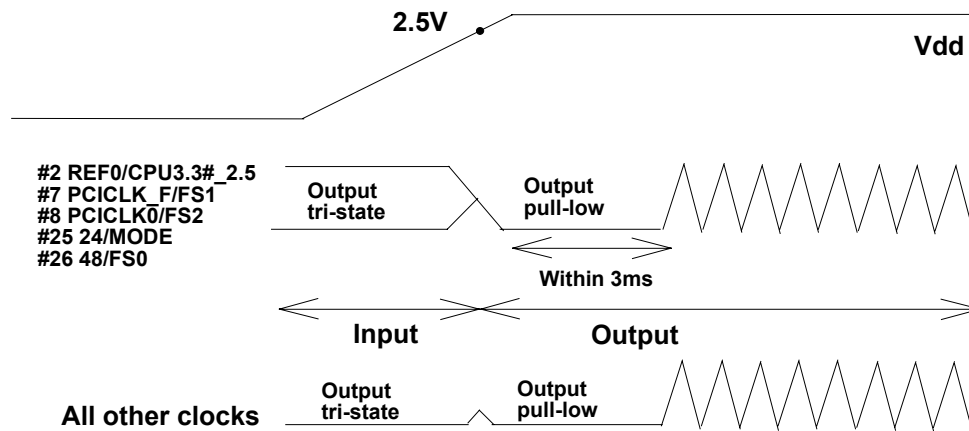 2.5V
Vdd
#2 REF0/CPU3.3#_2.5
#7 PCICLK_F/FS1
#8 PCICLK0/FS2
#25 24/MODE
#26 48/FS0
Output
tri-state
Output
pull-low
Within 3ms
Input
Output
All other clocks
Output
tri-state
Output
pull-low